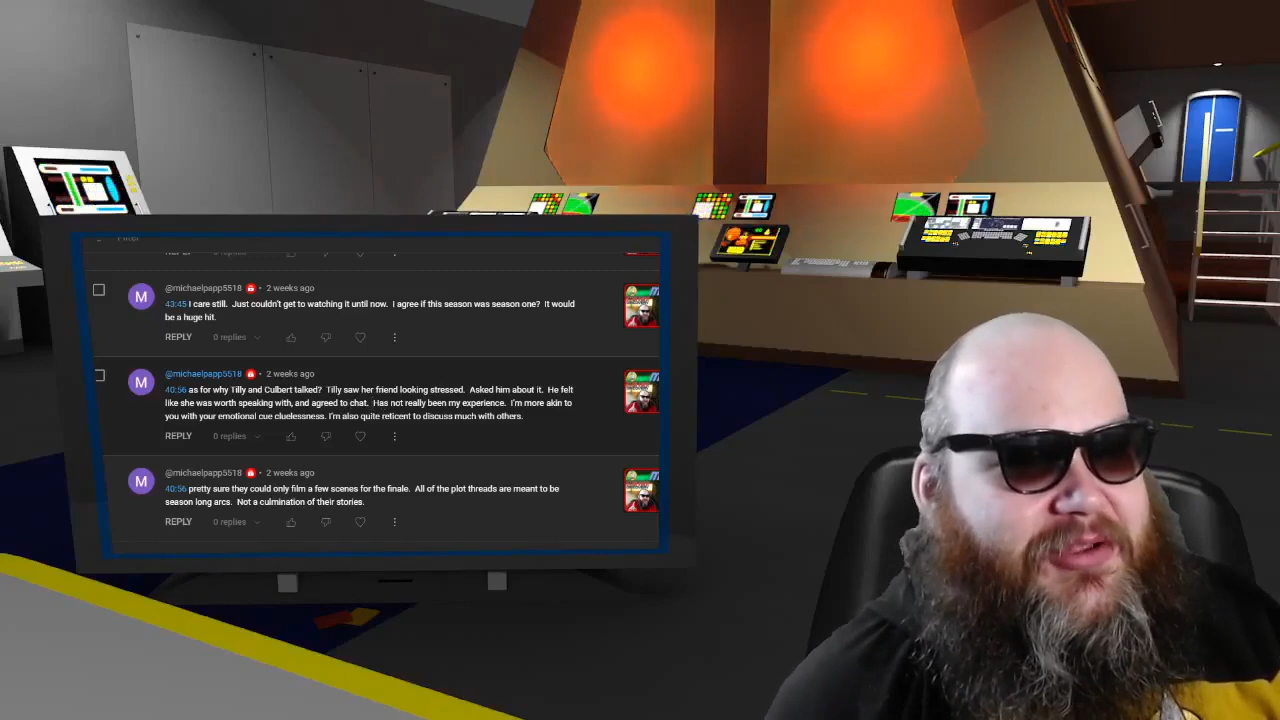 Filter
REPLY 0 replies
@michaelpapp5518 • 2 weeks ago
43:45 I care still. Just couldn't get to watching it until now. I agree if this season was season one? It would
be a huge hit.
REPLY 0 replies
M
@michaelpapp5518 • 2 weeks ago
40:56 as for why Tilly and Culbert talked? Tilly saw her friend looking stressed. Asked him about it. He felt
like she was worth speaking with, and agreed to chat. Has not really been my experience. I'm more akin to
you with your emotional cue cluelessness. I'm also quite reticent to discuss much with others.
REPLY 0 replies
M
@michaelpapp5518 • 2 weeks ago
40:56 pretty sure they could only film a few scenes for the finale. All of the plot threads are meant to be
season long arcs. Not a culmination of their stories.
REPLY 0 replies
M